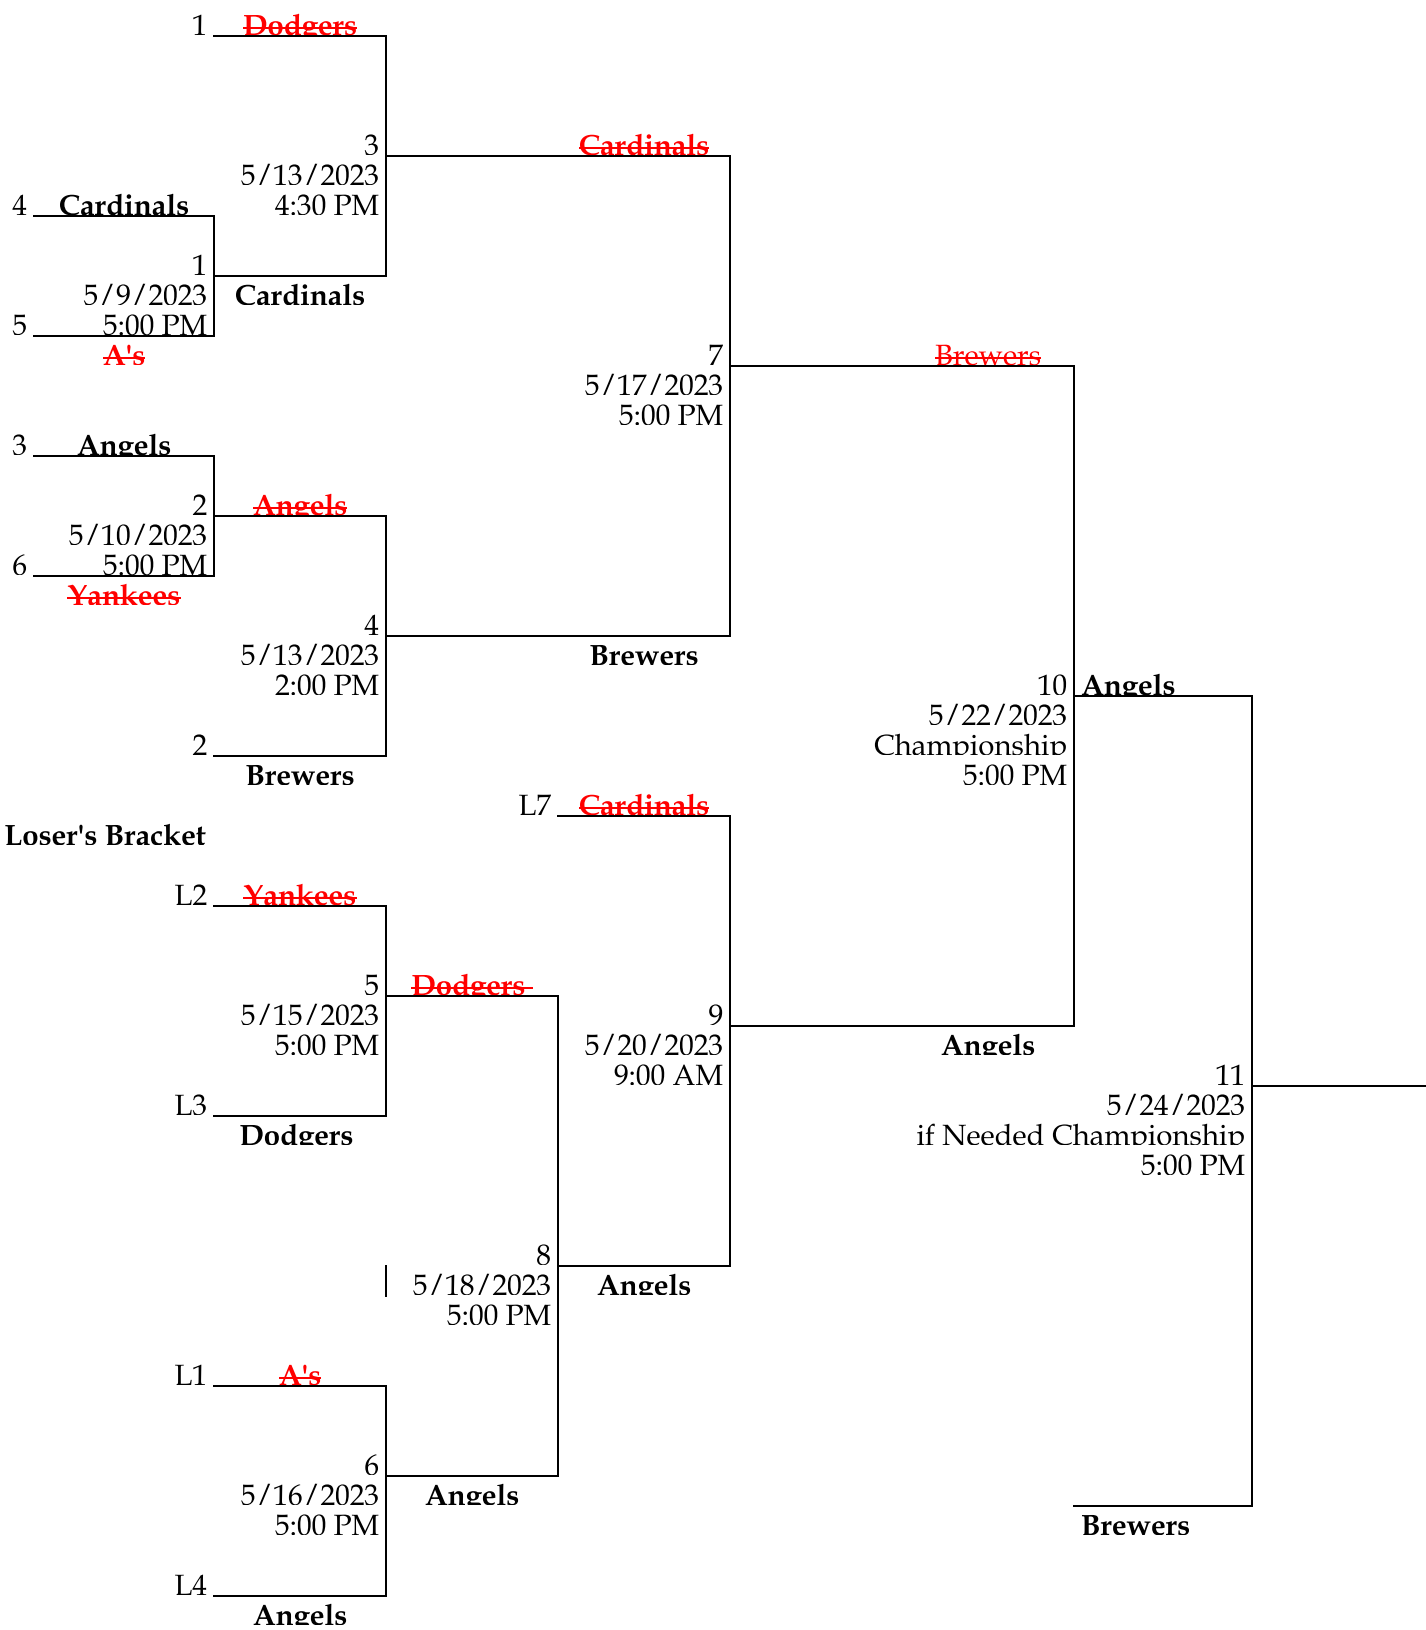 1 Dodgers
3 Cardinals
5/13/2023
4:30 PM
4 Cardinals
1
5/9/2023 Cardinals
5 5:00 PM
A's
7 Brewers
5/17/2023
5:00 PM
3 Angels
2 Angels
5/10/2023
6 5:00 PM
Yankees
4
5/13/2023 Brewers
2:00 PM
10 Angels
5/22/2023
2 Championship
Brewers 5:00 PM
L7 Cardinals
Loser's Bracket
L2 Yankees
5 Dodgers
5/15/2023 9
5:00 PM 5/20/2023 Angels
9:00 AM 11
L3 5/24/2023
Dodgers if Needed Championship
5:00 PM
8
5/18/2023 Angels
5:00 PM
L1 A's
6
5/16/2023 Angels
5:00 PM Brewers
L4
Angels